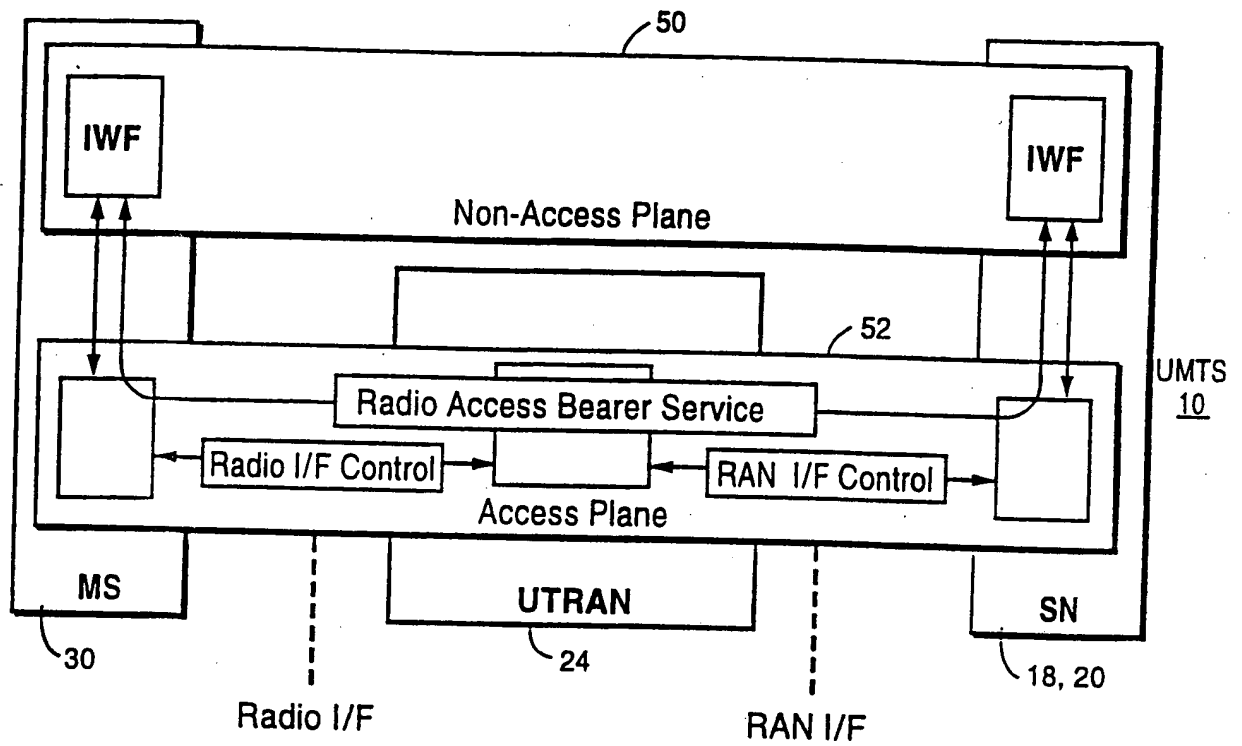 50
IWF
IWF
Non-Access Plane
52
UMTS
10
Radio Access Bearer Service
Radio I/F Control
RAN I/F Control
Access Plane
MS
UTRAN
SN
30
24
18, 20
Radio I/F
RAN I/F